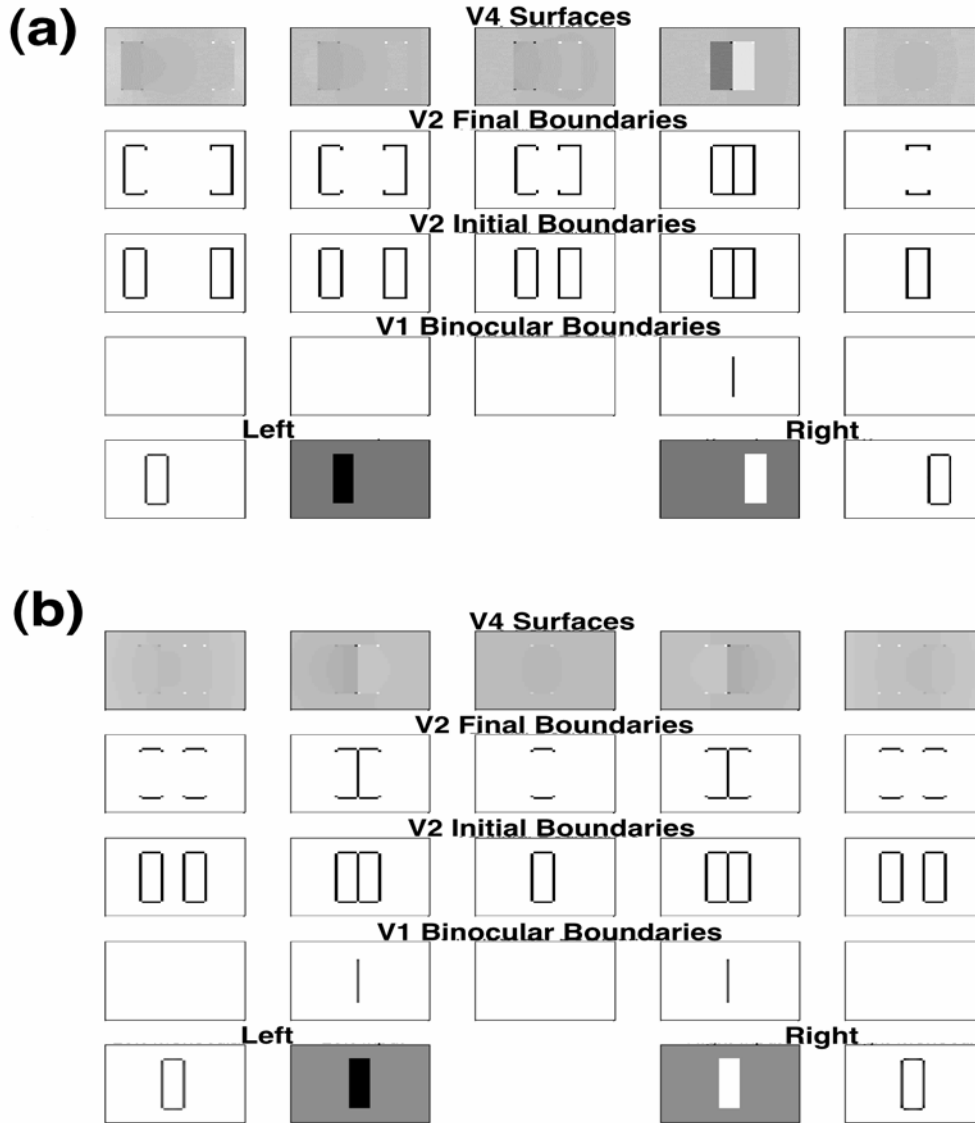 (a)
V4 Surfaces
V2 Final Boundaries
V2 Initial Boundaries
V1 Binocular Boundaries
Left Right
(b)
V4 Surfaces
V2 Final Boundaries
V2 Initial Boundaries
V1 Binocular Boundaries
Left Right